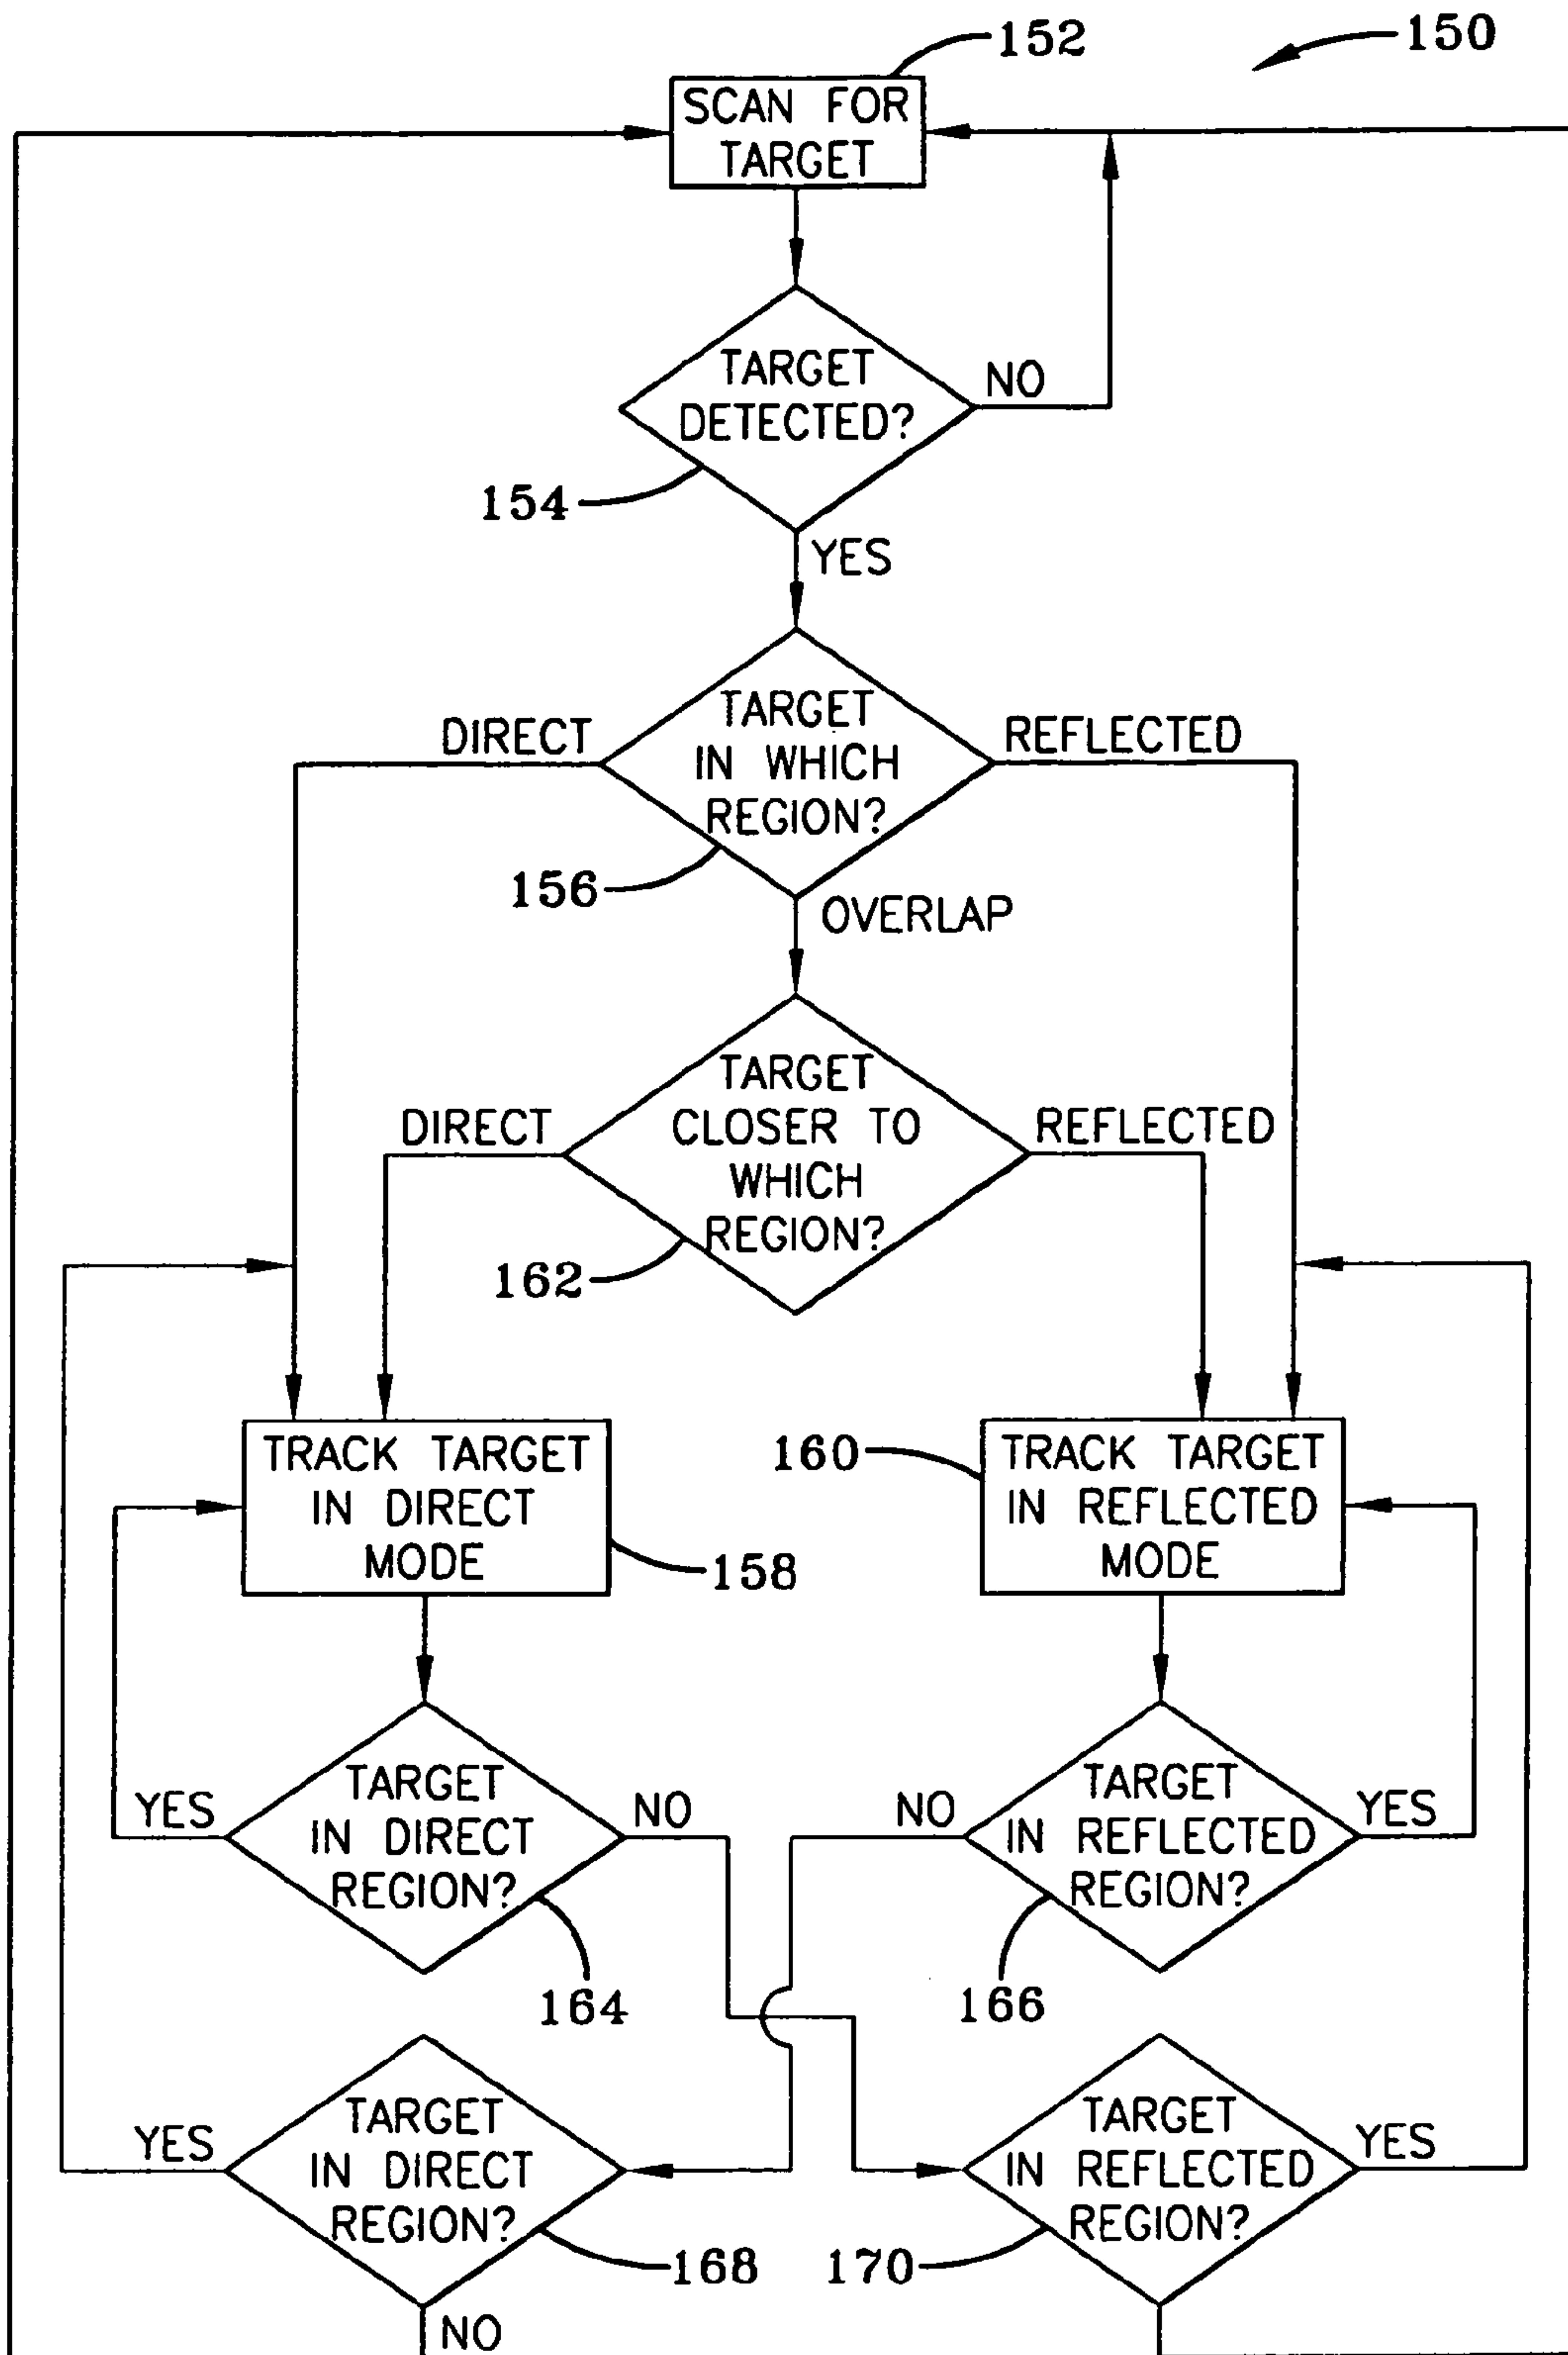 152
150
SCAN FOR
TARGET
TARGET
DETECTED?
NO
154
YES
TARGET
IN WHICH
REGION?
DIRECT
REFLECTED
156
OVERLAP
TARGET
CLOSER TO
WHICH
REGION?
DIRECT
REFLECTED
162
TRACK TARGET
IN DIRECT
MODE
158
160
TRACK TARGET
IN REFLECTED
MODE
YES
TARGET
IN DIRECT
REGION?
NO
164
NO
TARGET
IN REFLECTED
REGION?
YES
166
YES
TARGET
IN DIRECT
REGION?
168
NO
TARGET
IN REFLECTED
REGION?
YES
170